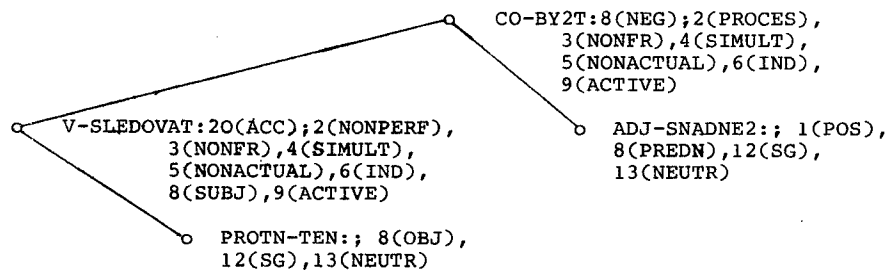 CO-BY2T:8(NEG);2(PROCES),
3(NONFR),4(SIMULT),
5(NONACTUAL),6(IND),
9(ACTIVE)
V-SLEDOVAT:2O(ACC);2(NONPERF),
3(NONFR),4(SIMULT),
5(NONACTUAL),6(IND),
8(SUBJ),9(ACTIVE)
ADJ-SNADNE2:; 1(POS),
8(PREDN),12(SG),
13(NEUTR)
PROTN-TEN:; 8(OBJ),
12(SG),13(NEUTR)